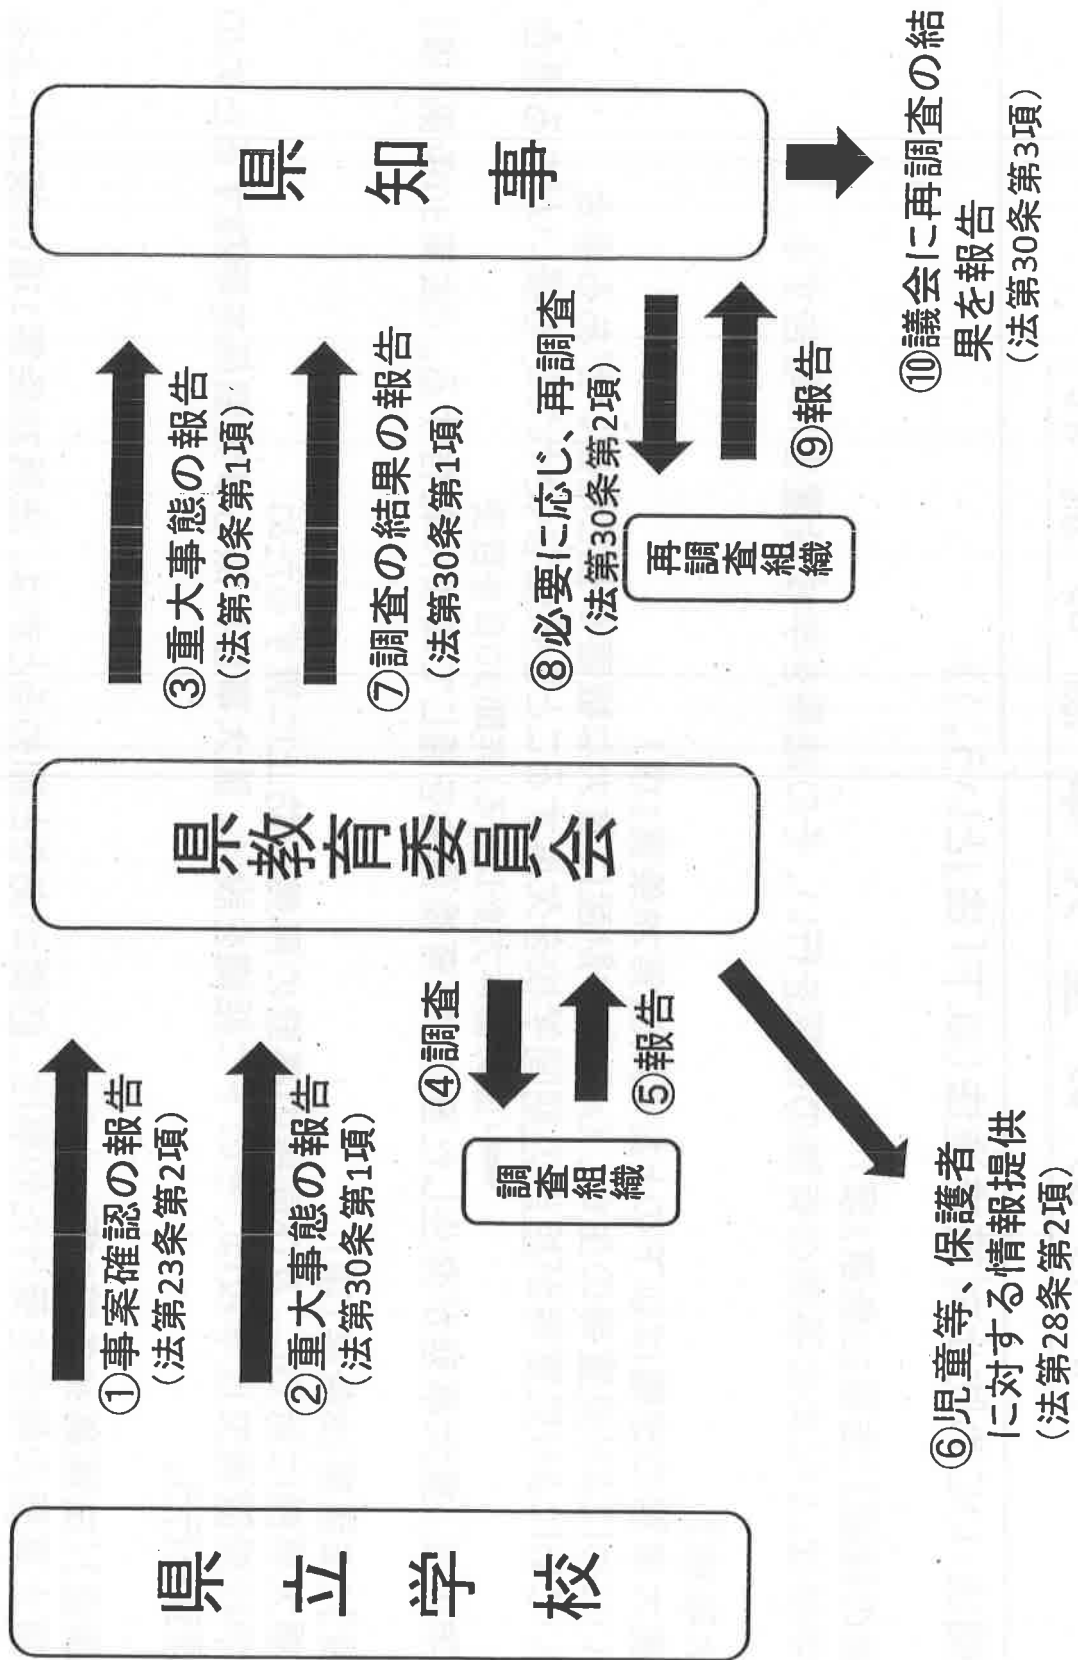 県立学校
①事案確認の報告
（法第23条第2項）
②重大事態の報告
（法第30条第1項）
④調査
調査組織
⑤報告
⑥児童等、保護者
に対する情報提供
（法第28条第2項）
県教育委員会
③重大事態の報告
（法第30条第1項）
⑦調査の結果の報告
（法第30条第1項）
⑧必要に応じ、再調査
（法第30条第2項）
再調査組織
⑨報告
県知事
⑩議会に再調査の結
果を報告
（法第30条第3項）